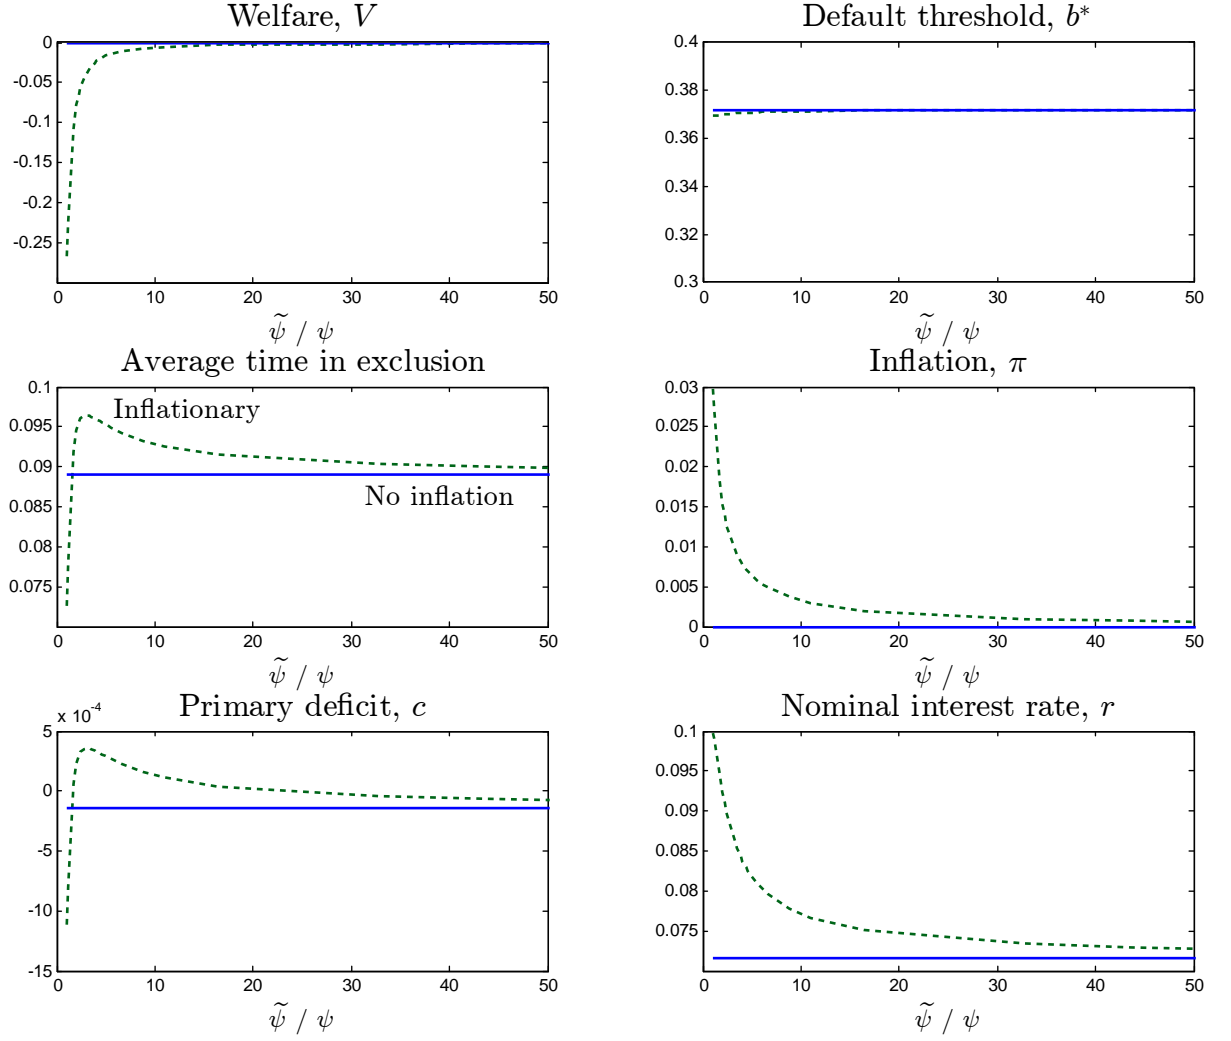 Welfare, V
0
-0.05
-0.1
-0.15
-0.2
-0.25
0 10 20 30 40 50
ψ̃ / ψ
Default threshold, b*
0.4
0.38
0.36
0.34
0.32
0.3
0 10 20 30 40 50
ψ̃ / ψ
Average time in exclusion
0.1
0.095
0.09
0.085
0.08
0.075
Inflationary
No inflation
0 10 20 30 40 50
ψ̃ / ψ
Inflation, π
0.03
0.025
0.02
0.015
0.01
0.005
0
0 10 20 30 40 50
ψ̃ / ψ
Primary deficit, c
x 10⁻⁴
5
0
-5
-10
-15
0 10 20 30 40 50
ψ̃ / ψ
Nominal interest rate, r
0.1
0.095
0.09
0.085
0.08
0.075
0 10 20 30 40 50
ψ̃ / ψ